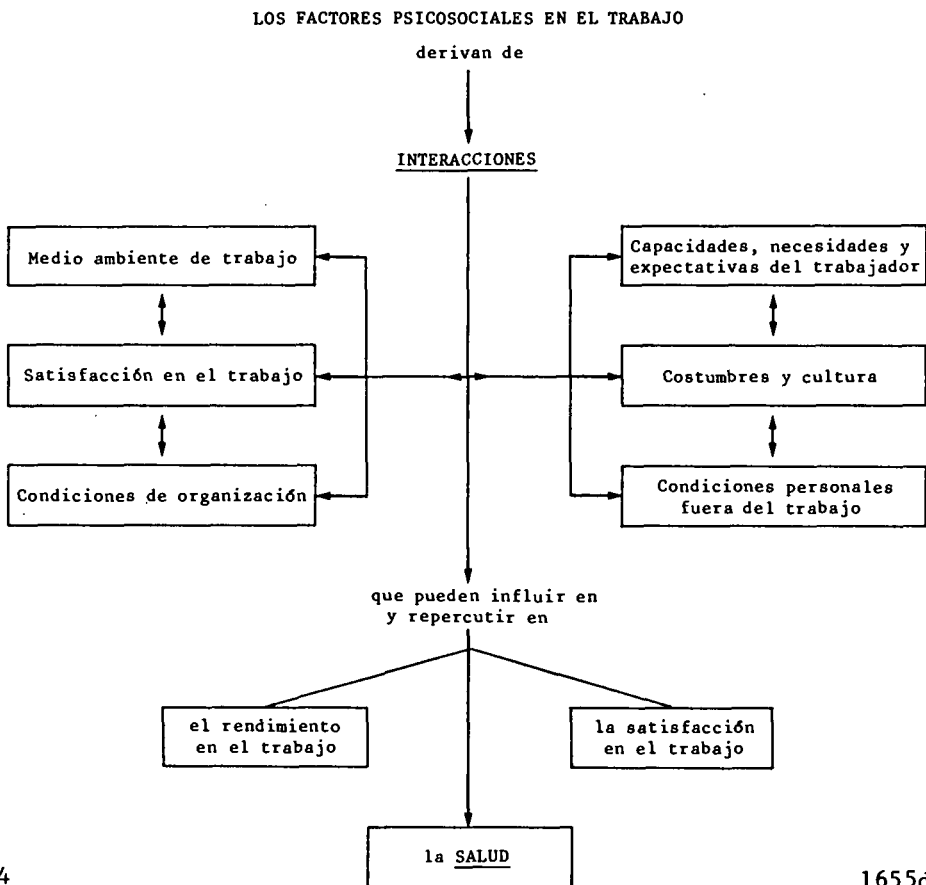 LOS FACTORES PSICOSOCIALES EN EL TRABAJO
derivan de
INTERACCIONES
Medio ambiente de trabajo
Capacidades, necesidades y
expectativas del trabajador
Satisfacción en el trabajo
Costumbres y cultura
Condiciones de organización
Condiciones personales
fuera del trabajo
que pueden influir en
y repercutir en
el rendimiento
en el trabajo
la satisfacción
en el trabajo
la SALUD
4
1655d